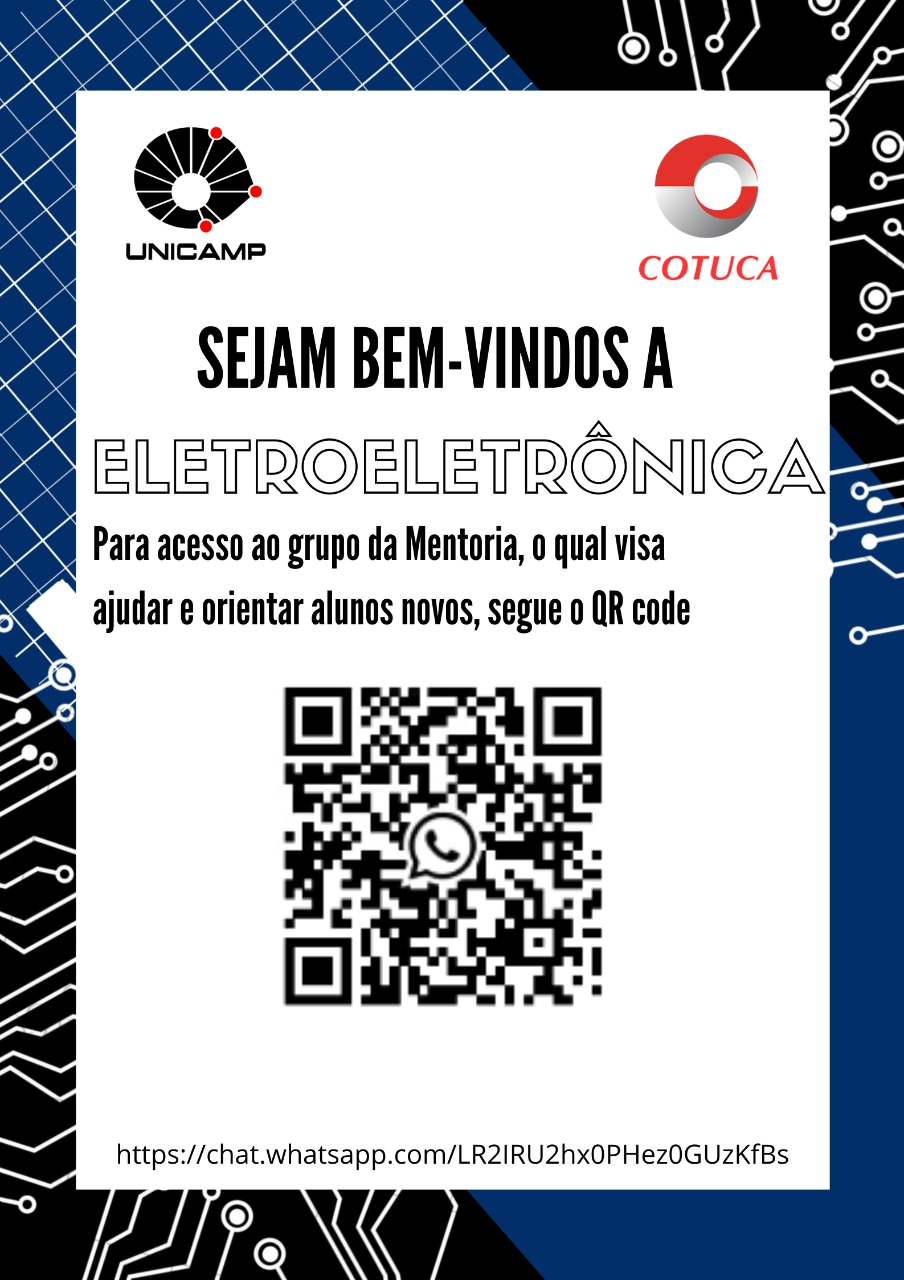 UNICAMP
COTUCA
SEJAM BEM-VINDOS A
ELETROELETRÔNICA
Para acesso ao grupo da Mentoria, o qual visa
ajudar e orientar alunos novos, segue o QR code
https://chat.whatsapp.com/LR2IRU2hx0PHez0GUzKfBs